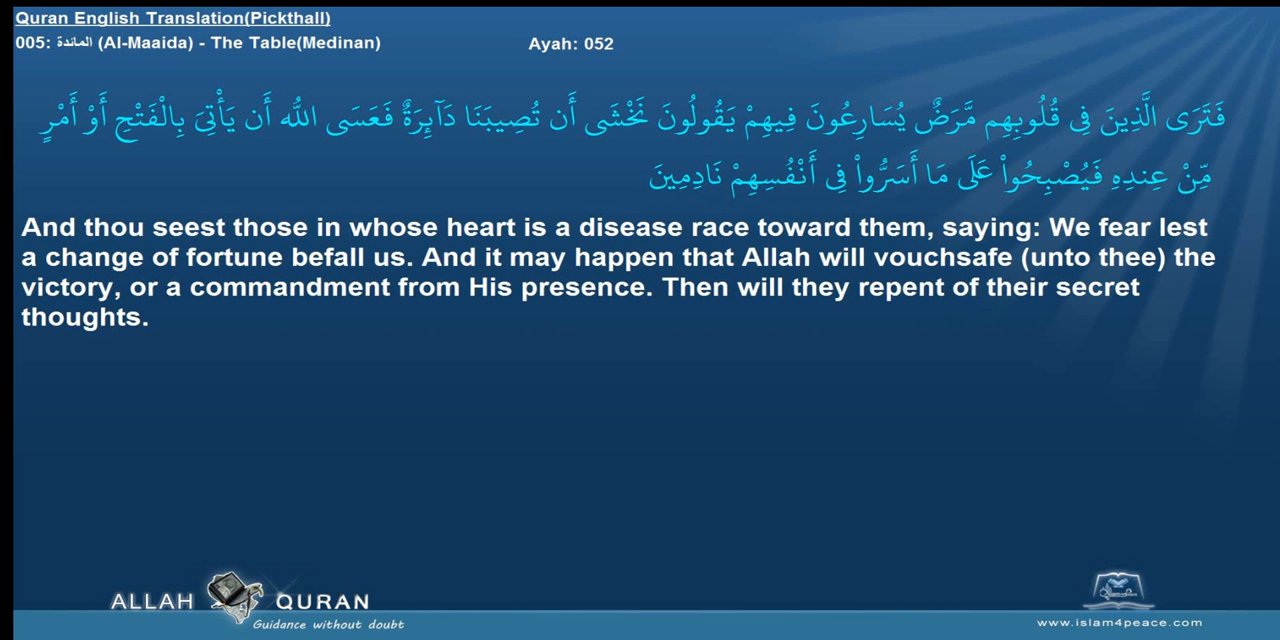 Quran English Translation(Pickthall)
005: المائدة (Al-Maaida) - The Table(Medinan)
Ayah: 052
فَتَرَى الَّذِينَ فِى قُلُوبِهِم مَّرَضٌ يُسَارِعُونَ فِيهِمْ يَقُولُونَ نَخْشَى أَن تُصِيبَنَا دَآئِرَةٌ فَعَسَى اللَّهُ أَن يَأْتِىَ بِالْفَتْحِ أَوْ أَمْرٍ
مِّنْ عِندِهِ فَيُصْبِحُواْ عَلَى مَا أَسَرُّواْ فِى أَنْفُسِهِمْ نَادِمِينَ
And thou seest those in whose heart is a disease race toward them, saying: We fear lest
a change of fortune befall us. And it may happen that Allah will vouchsafe (unto thee) the
victory, or a commandment from His presence. Then will they repent of their secret
thoughts.
ALLAH QURAN
Guidance without doubt
www.islam4peace.com